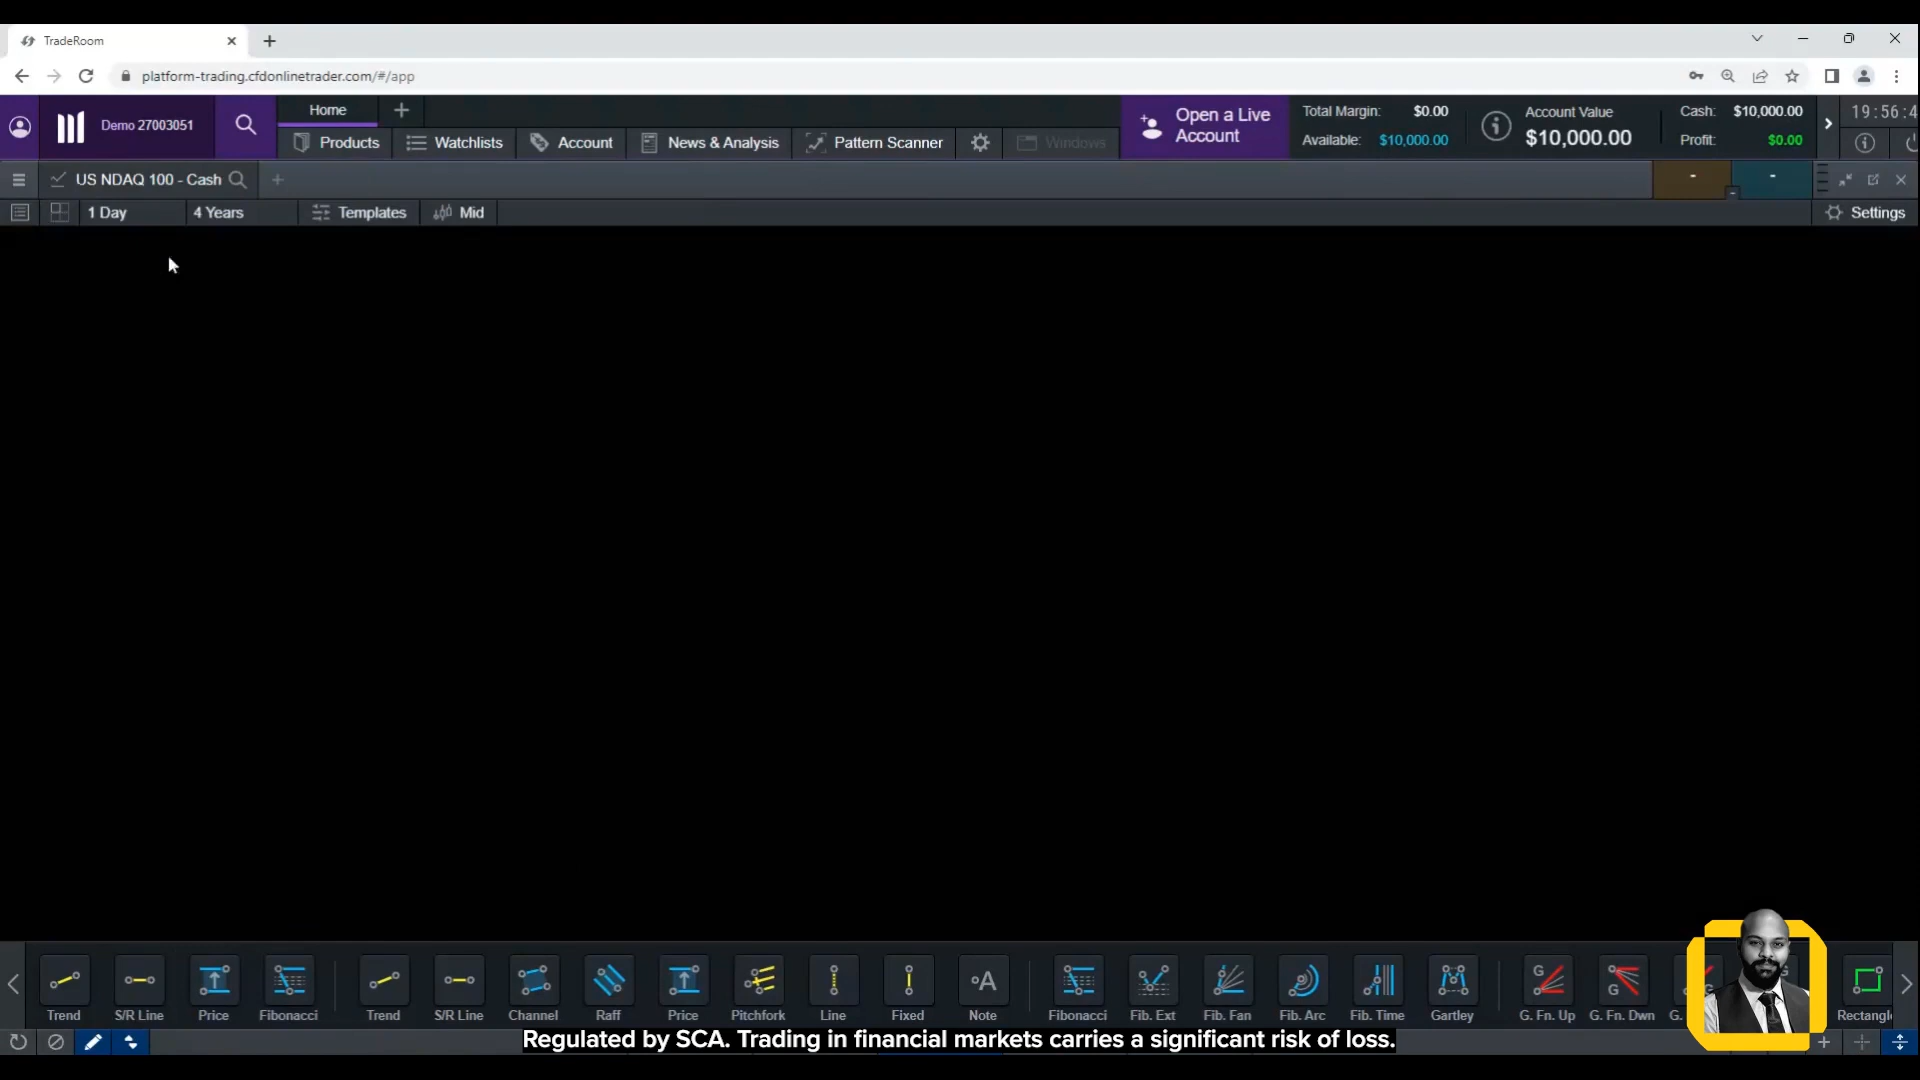 TradeRoom
platform-trading.cfdonlinetrader.com/#/app
Demo 27003051
Home
Open a Live
Account
Total Margin: $0.00
Available: $10,000.00
Account Value
$10,000.00
Cash: $10,000.00
Profit: $0.00
19:56:4
Products
Watchlists
Account
News & Analysis
Pattern Scanner
Windows
US NDAQ 100 - Cash
- -
1 Day
4 Years
Templates
Mid
Settings
Trend
S/R Line
Price
Fibonacci
Trend
S/R Line
Channel
Raff
Price
Pitchfork
Line
Fixed
Note
Fibonacci
Fib. Ext
Fib. Fan
Fib. Arc
Fib. Time
Gartley
G. Fn. Up
G. Fn. Dwn
G.
Rectangl
Regulated by SCA. Trading in financial markets carries a significant risk of loss.